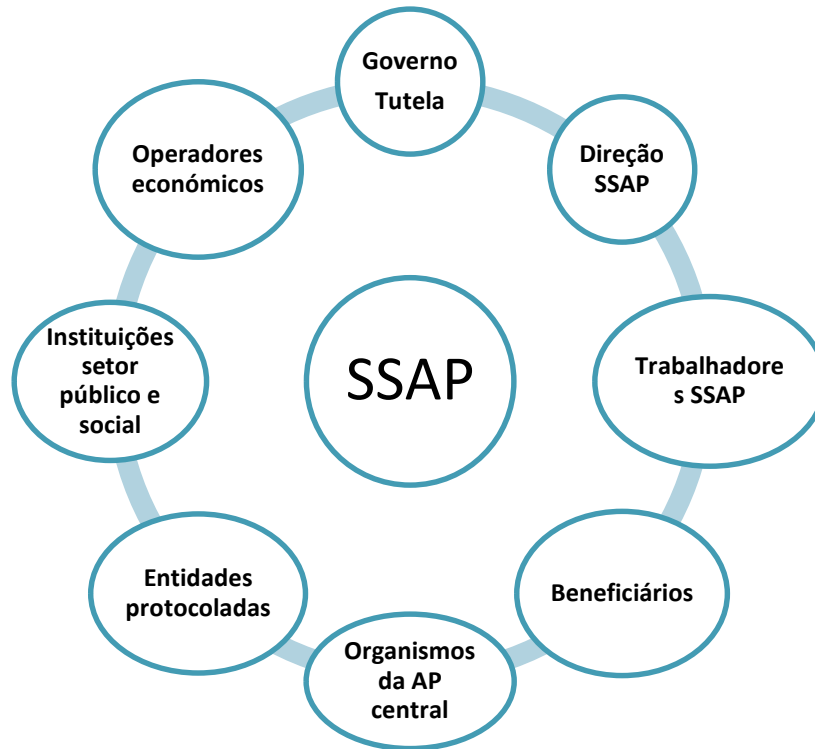 Governo
Tutela
Direção
SSAP
Trabalhadore
s SSAP
Beneficiários
Organismos
da AP
central
Entidades
protocoladas
Instituições
setor
público e
social
Operadores
económicos
SSAP